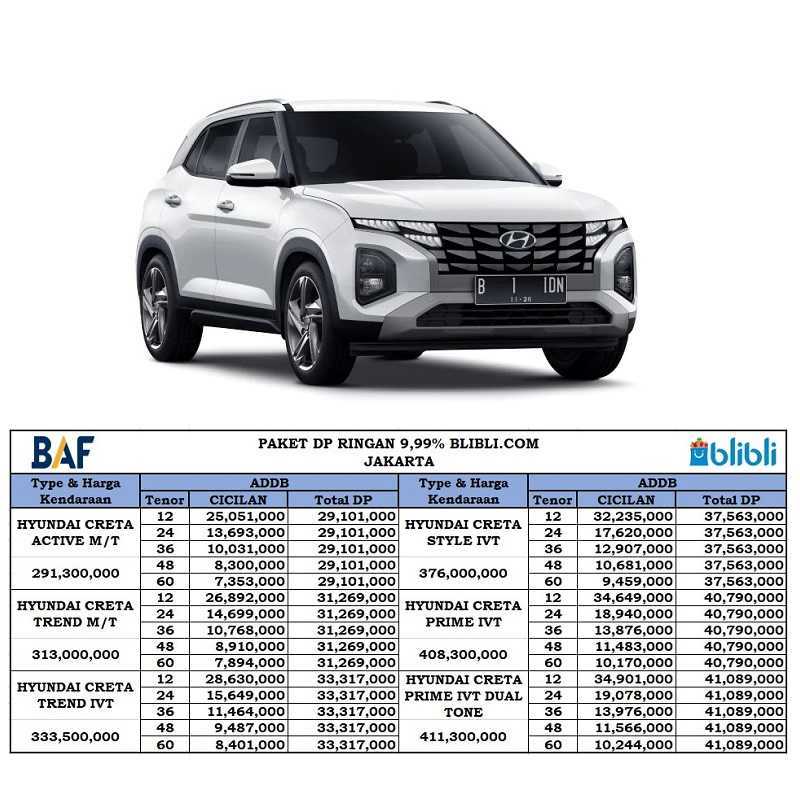 B 1 IDN
11·26
BAF
PAKET DP RINGAN 9,99% BLIBLI.COM
JAKARTA
blibli
Type & Harga Kendaraan ADDB Type & Harga Kendaraan ADDB
Tenor CICILAN Total DP Tenor CICILAN Total DP
HYUNDAI CRETA ACTIVE M/T 12 25,051,000 29,101,000 HYUNDAI CRETA STYLE IVT 12 32,235,000 37,563,000
24 13,693,000 29,101,000 24 17,620,000 37,563,000
36 10,031,000 29,101,000 36 12,907,000 37,563,000
291,300,000 48 8,300,000 29,101,000 376,000,000 48 10,681,000 37,563,000
60 7,353,000 29,101,000 60 9,459,000 37,563,000
HYUNDAI CRETA TREND M/T 12 26,892,000 31,269,000 HYUNDAI CRETA PRIME IVT 12 34,649,000 40,790,000
24 14,699,000 31,269,000 24 18,940,000 40,790,000
36 10,768,000 31,269,000 36 13,876,000 40,790,000
313,000,000 48 8,910,000 31,269,000 408,300,000 48 11,483,000 40,790,000
60 7,894,000 31,269,000 60 10,170,000 40,790,000
HYUNDAI CRETA TREND IVT 12 28,630,000 33,317,000 HYUNDAI CRETA PRIME IVT DUAL TONE 12 34,901,000 41,089,000
24 15,649,000 33,317,000 24 19,078,000 41,089,000
36 11,464,000 33,317,000 36 13,976,000 41,089,000
333,500,000 48 9,487,000 33,317,000 411,300,000 48 11,566,000 41,089,000
60 8,401,000 33,317,000 60 10,244,000 41,089,000